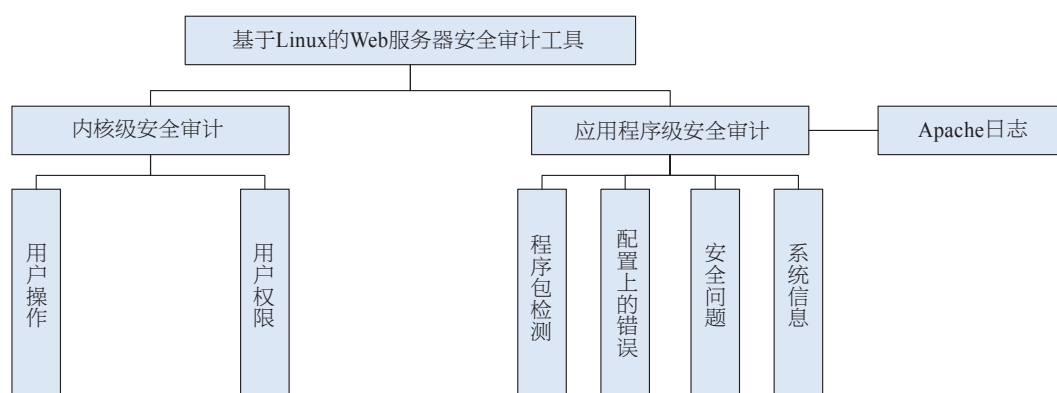 基于Linux的Web服务器安全审计工具
内核级安全审计
应用程序级安全审计
Apache日志
用户操作
用户权限
程序包检测
配置上的错误
安全问题
系统信息